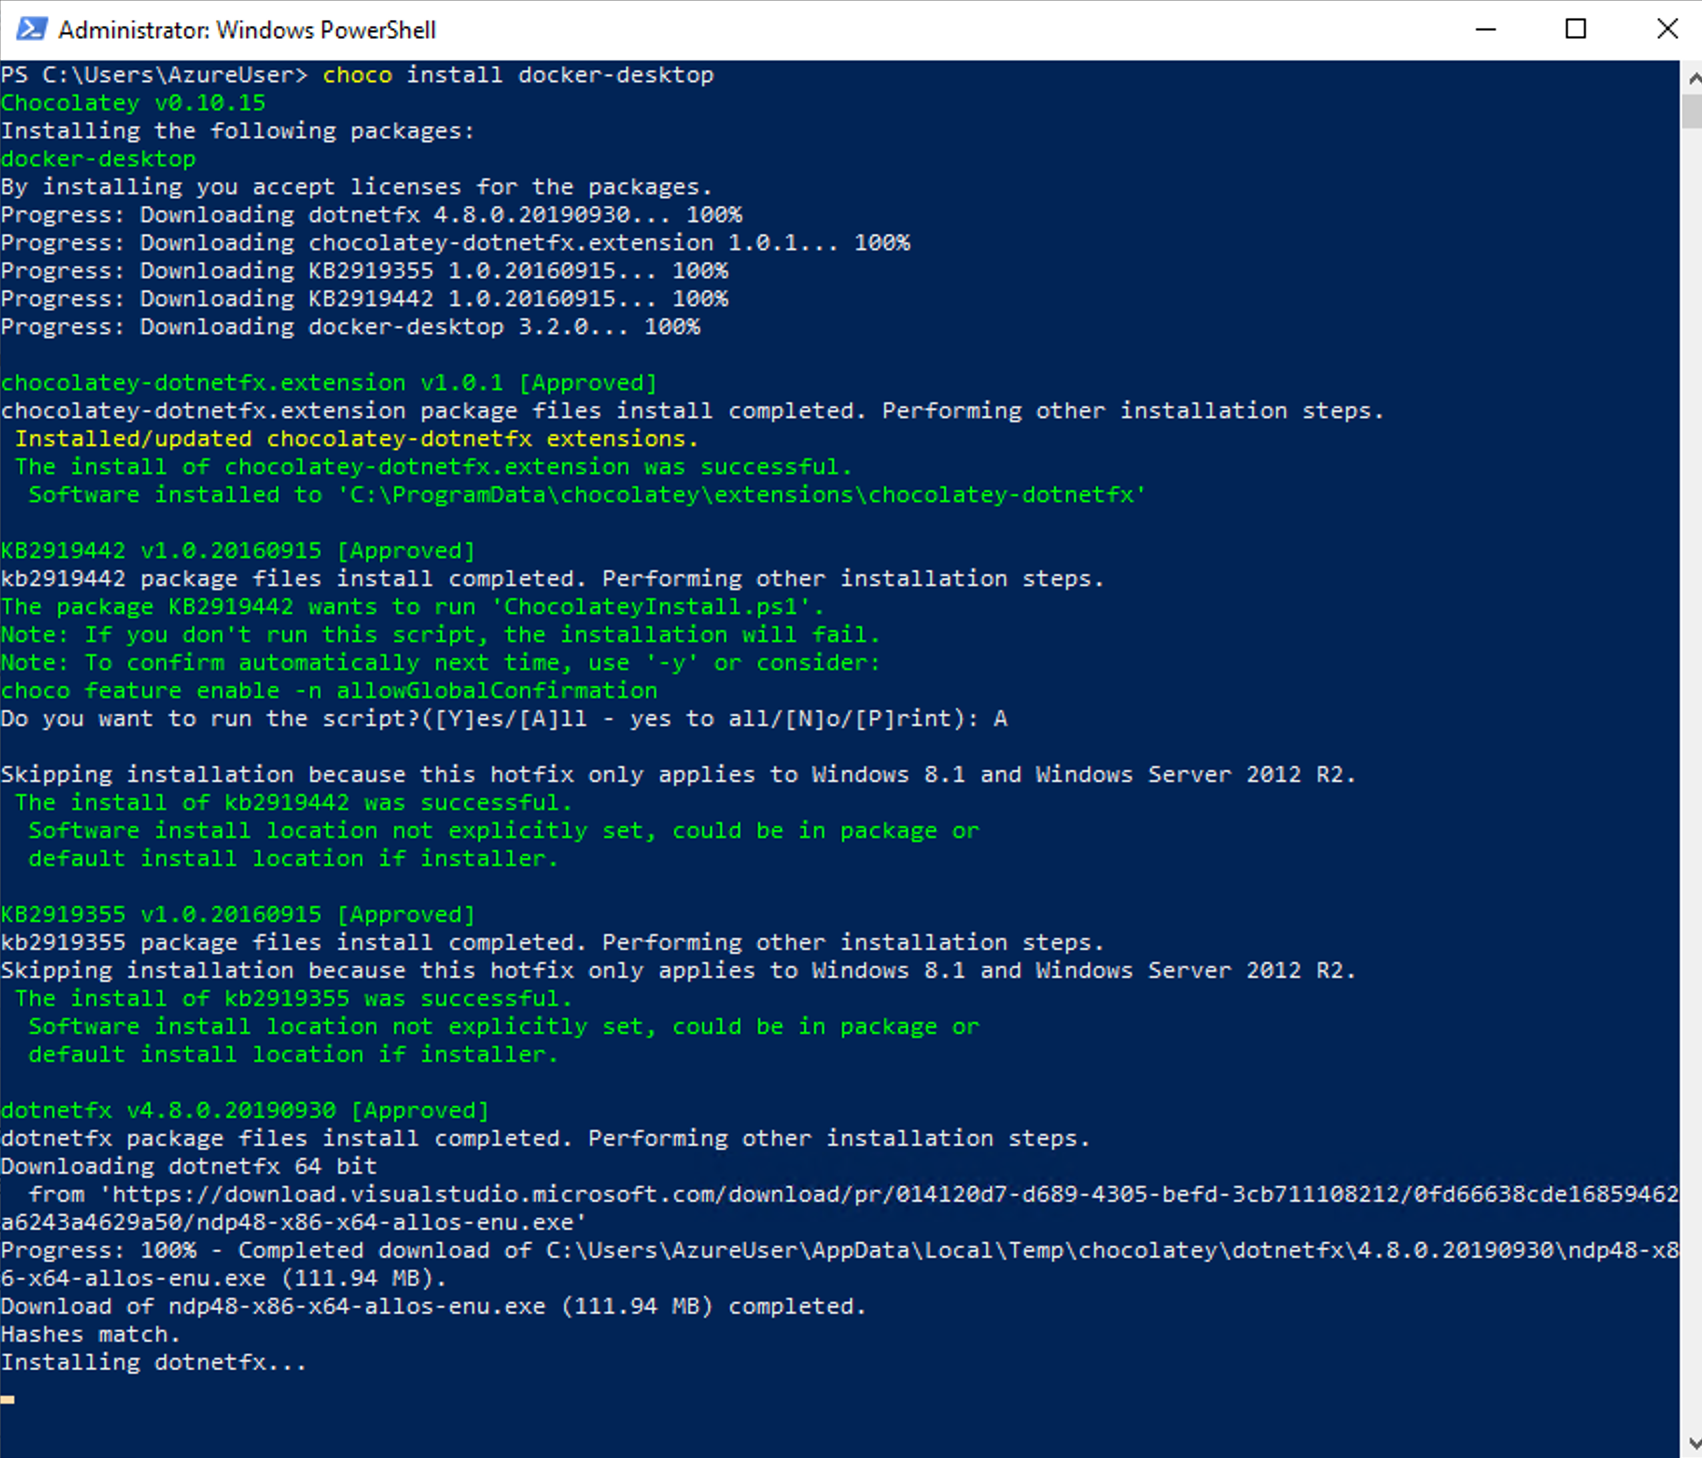 Administrator: Windows PowerShell
PS C:\Users\AzureUser> choco install docker-desktop
Chocolatey v0.10.15
Installing the following packages:
docker-desktop
By installing you accept licenses for the packages.
Progress: Downloading dotnetfx 4.8.0.20190930... 100%
Progress: Downloading chocolatey-dotnetfx.extension 1.0.1... 100%
Progress: Downloading KB2919355 1.0.20160915... 100%
Progress: Downloading KB2919442 1.0.20160915... 100%
Progress: Downloading docker-desktop 3.2.0... 100%

chocolatey-dotnetfx.extension v1.0.1 [Approved]
chocolatey-dotnetfx.extension package files install completed. Performing other installation steps.
 Installed/updated chocolatey-dotnetfx extensions.
 The install of chocolatey-dotnetfx.extension was successful.
  Software installed to 'C:\ProgramData\chocolatey\extensions\chocolatey-dotnetfx'

KB2919442 v1.0.20160915 [Approved]
kb2919442 package files install completed. Performing other installation steps.
The package KB2919442 wants to run 'ChocolateyInstall.ps1'.
Note: If you don't run this script, the installation will fail.
Note: To confirm automatically next time, use '-y' or consider:
choco feature enable -n allowGlobalConfirmation
Do you want to run the script?([Y]es/[A]ll - yes to all/[N]o/[P]rint): A

Skipping installation because this hotfix only applies to Windows 8.1 and Windows Server 2012 R2.
 The install of kb2919442 was successful.
  Software install location not explicitly set, could be in package or
  default install location if installer.

KB2919355 v1.0.20160915 [Approved]
kb2919355 package files install completed. Performing other installation steps.
Skipping installation because this hotfix only applies to Windows 8.1 and Windows Server 2012 R2.
 The install of kb2919355 was successful.
  Software install location not explicitly set, could be in package or
  default install location if installer.

dotnetfx v4.8.0.20190930 [Approved]
dotnetfx package files install completed. Performing other installation steps.
Downloading dotnetfx 64 bit
  from 'https://download.visualstudio.microsoft.com/download/pr/014120d7-d689-4305-befd-3cb711108212/0fd66638cde16859462
a6243a4629a50/ndp48-x86-x64-allos-enu.exe'
Progress: 100% - Completed download of C:\Users\AzureUser\AppData\Local\Temp\chocolatey\dotnetfx\4.8.0.20190930\ndp48-x8
6-x64-allos-enu.exe (111.94 MB).
Download of ndp48-x86-x64-allos-enu.exe (111.94 MB) completed.
Hashes match.
Installing dotnetfx...